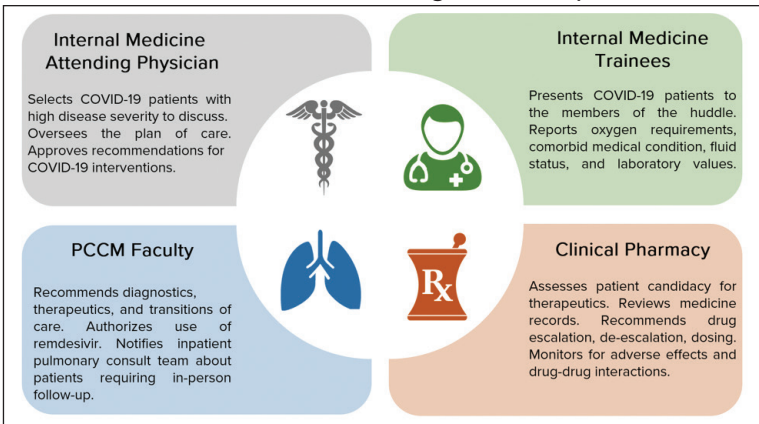 Internal Medicine
Attending Physician
Selects COVID-19 patients with
high disease severity to discuss.
Oversees the plan of care.
Approves recommendations for
COVID-19 interventions.
Internal Medicine
Trainees
Presents COVID-19 patients to
the members of the huddle.
Reports oxygen requirements,
comorbid medical condition, fluid
status, and laboratory values.
PCCM Faculty
Recommends diagnostics,
therapeutics, and transitions of
care. Authorizes use of
remdesivir. Notifies inpatient
pulmonary consult team about
patients requiring in-person
follow-up.
Rx
Clinical Pharmacy
Assesses patient candidacy for
therapeutics. Reviews medicine
records. Recommends drug
escalation, de-escalation, dosing.
Monitors for adverse effects and
drug-drug interactions.